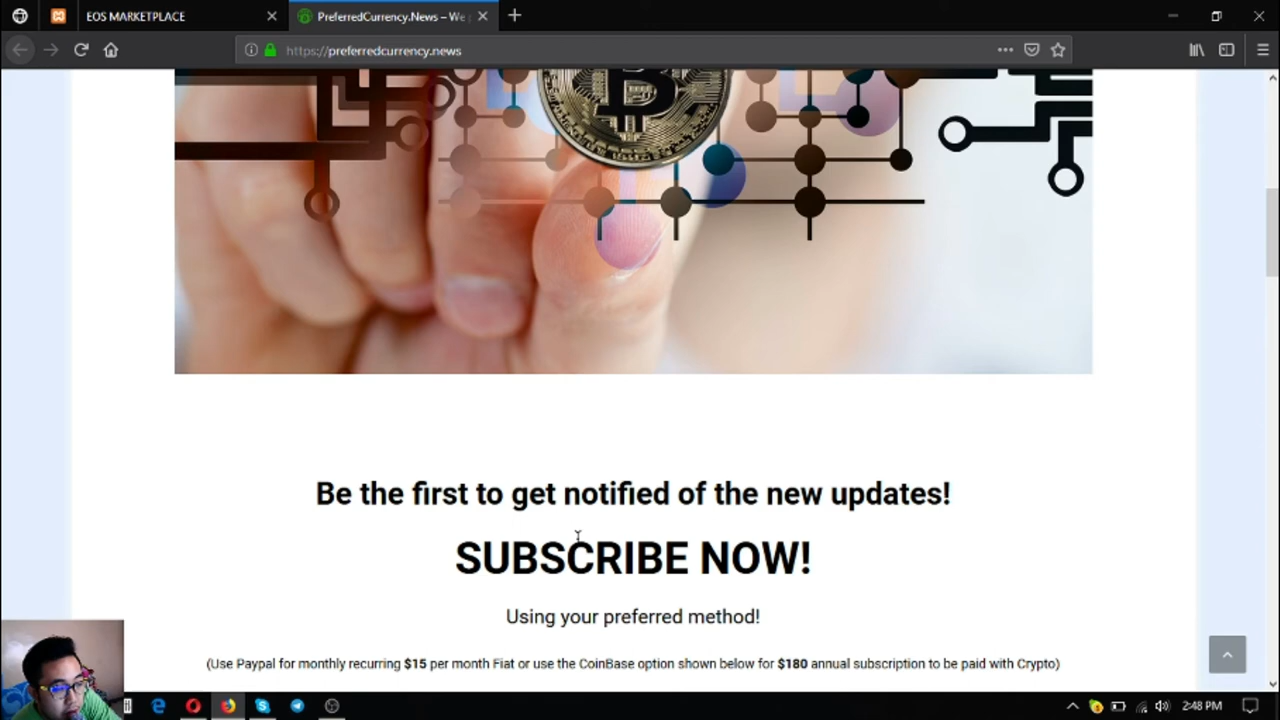 EOS MARKETPLACE
PreferredCurrency.News – We
https://preferredcurrency.news
Be the first to get notified of the new updates!
SUBSCRIBE NOW!
Using your preferred method!
(Use Paypal for monthly recurring $15 per month Fiat or use the CoinBase option shown below for $180 annual subscription to be paid with Crypto)
2:48 PM